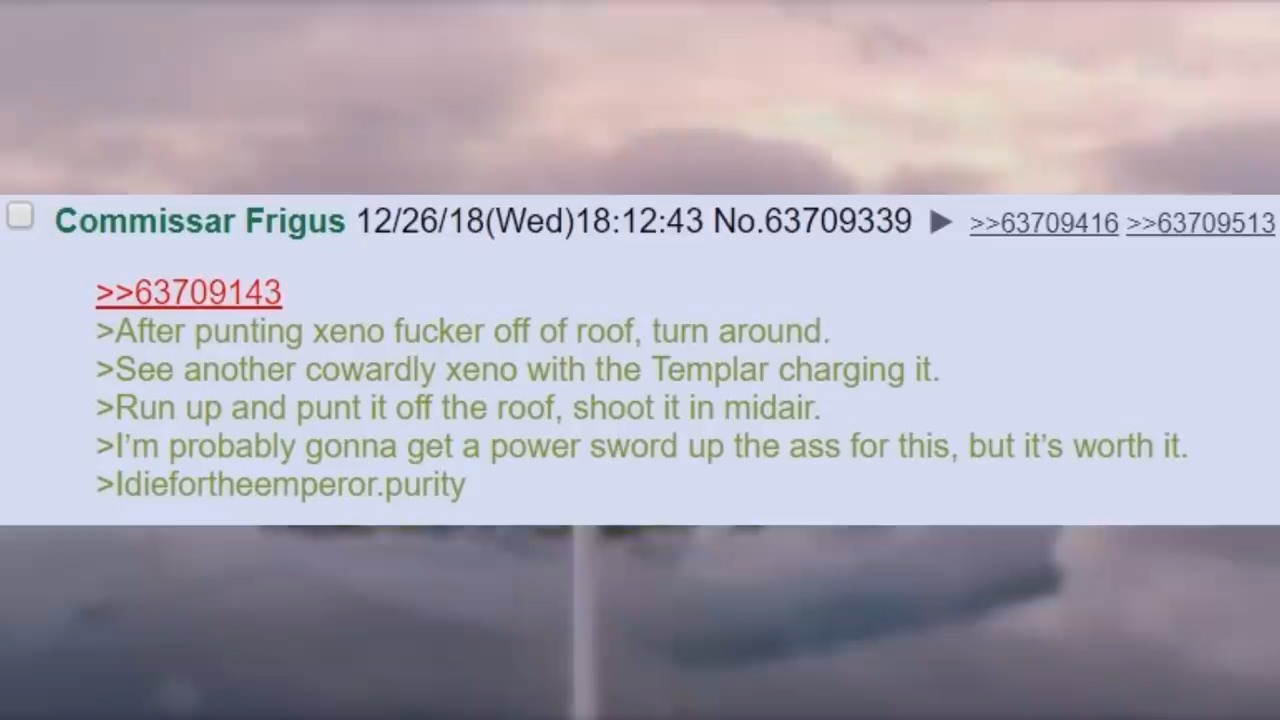 Commissar Frigus 12/26/18(Wed)18:12:43 No.63709339 ▶ >>63709416 >>63709513
>>63709143
>After punting xeno fucker off of roof, turn around.
>See another cowardly xeno with the Templar charging it.
>Run up and punt it off the roof, shoot it in midair.
>I’m probably gonna get a power sword up the ass for this, but it’s worth it.
>Idiefortheemperor.purity